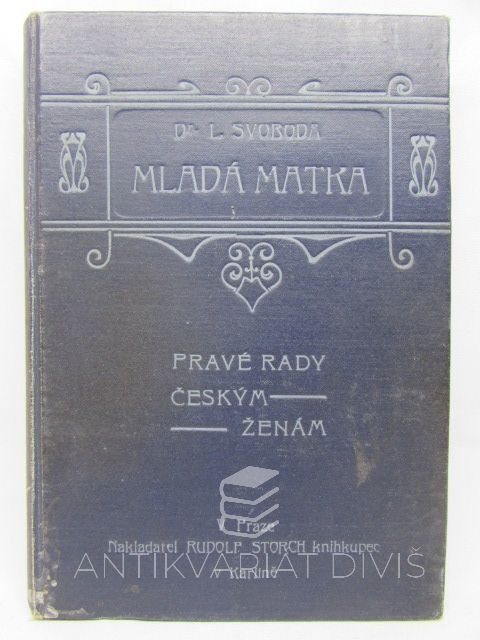 Dr. L. SVOBODA
MLADÁ MATKA
PRAVÉ RADY
ČESKÝM
ŽENÁM
V Praze
Nakladatel RUDOLF STORCH knihkupec
v Karlíně
ANTIKVARIÁT DIVIŠ